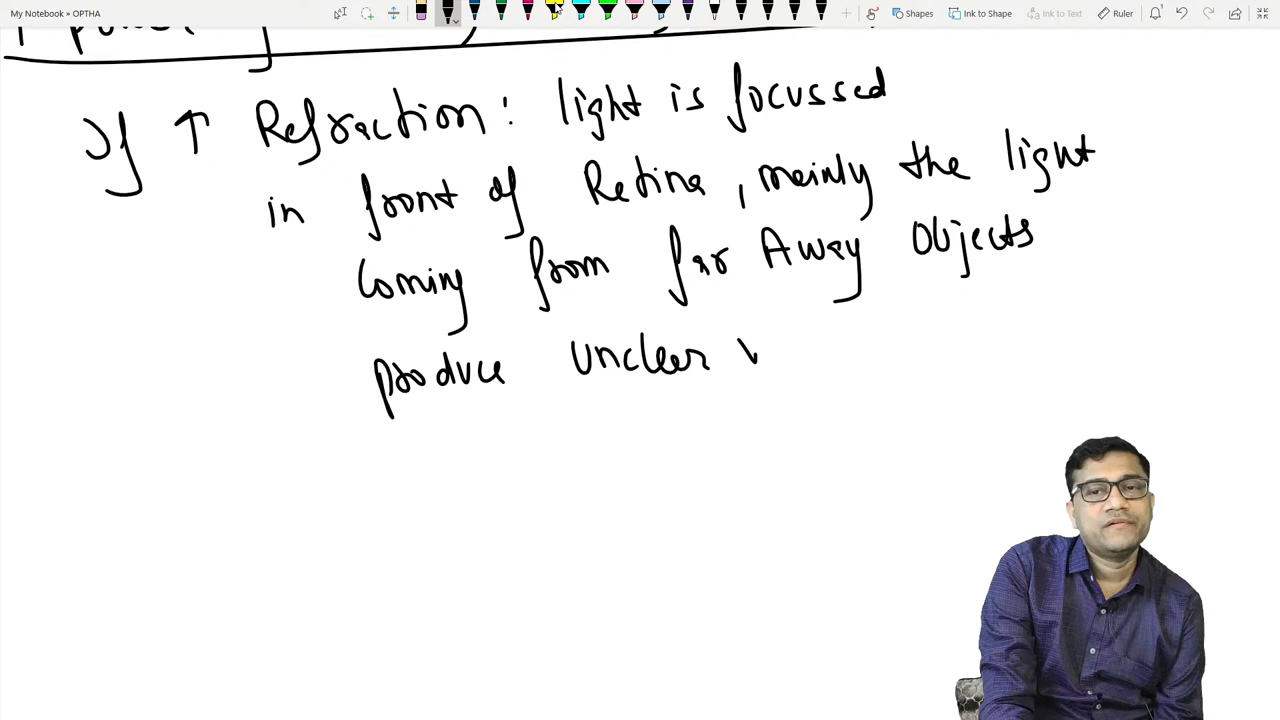 My Notebook » OPTHA
Shapes Ink to Shape Ink to Text Ruler
↑ power
If ↑ Refraction: light is focussed
in front of Retina, mainly the light
Coming from far Away Objects
produce unclear v